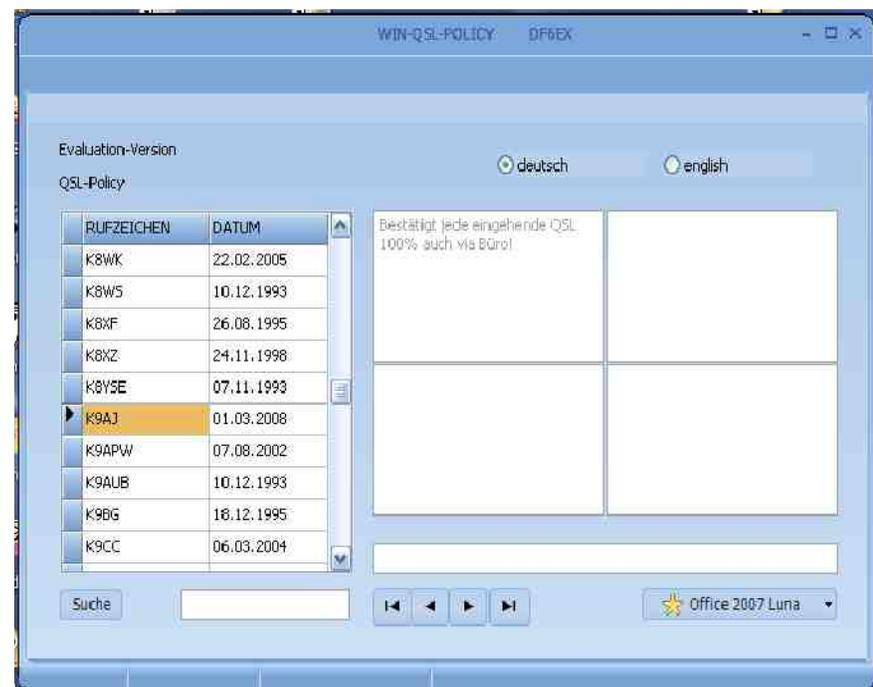 WIN-QSL-POLICY DF6EX
Evaluation-Version
deutsch
english
QSL-Policy
RUFZEICHEN DATUM
K8WK 22.02.2005
K8WS 10.12.1993
K8XF 26.08.1995
K8XZ 24.11.1998
K8YSE 07.11.1993
K9AJ 01.03.2008
K9APW 07.08.2002
K9AUB 10.12.1993
K9BG 18.12.1995
K9CC 06.03.2004
Bestätigt jede eingehende QSL
100% auch via Büro!
Suche
Office 2007 Luna